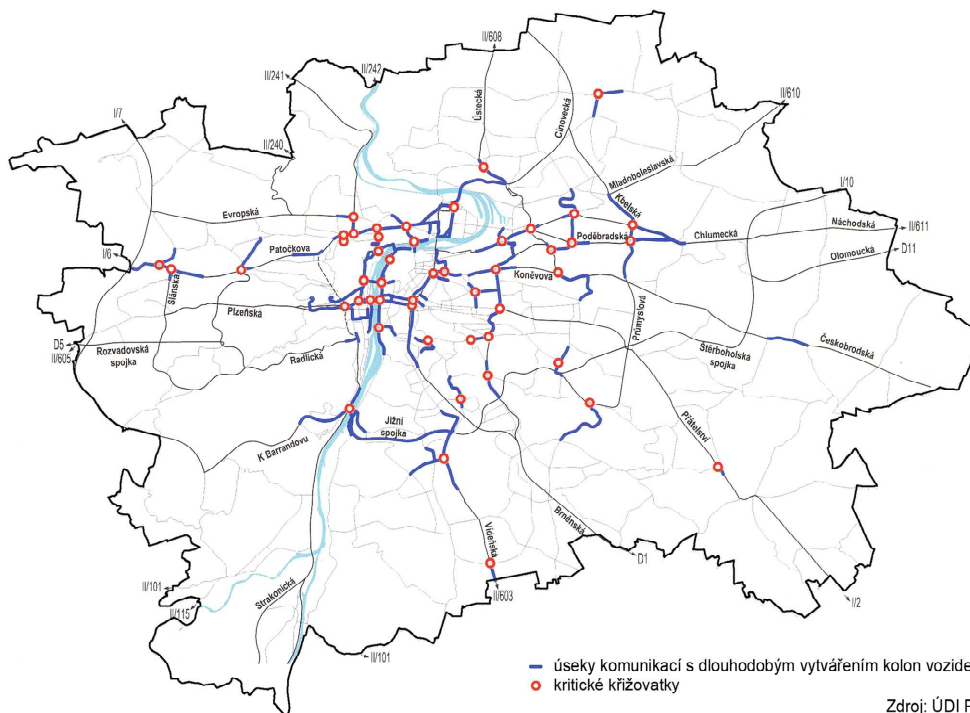 II/608
II/242
II/241
II/610
I/7
Ústecká
Cínovecká
II/240
Mladoboleslavská
I/10
Kbelská
Evropská
Náchodská
II/611
Poděbradská
Chlumecká
Patočkova
D11
I/6
Olomoucká
Koněvova
Slánská
Plzeňská
Průmyslová
D5
II/605
Rozvadovská
spojka
Radlická
Štěrboholská
spojka
Českobrodská
Jižní
spojka
K Barrandovu
Přátelství
Vídeňská
Brněnská
D1
II/101
Strakonická
II/603
I/2
II/115
II/101
úseky komunikací s dlouhodobým vytvářením kolon vozide
kritické křižovatky
Zdroj: ÚDI P